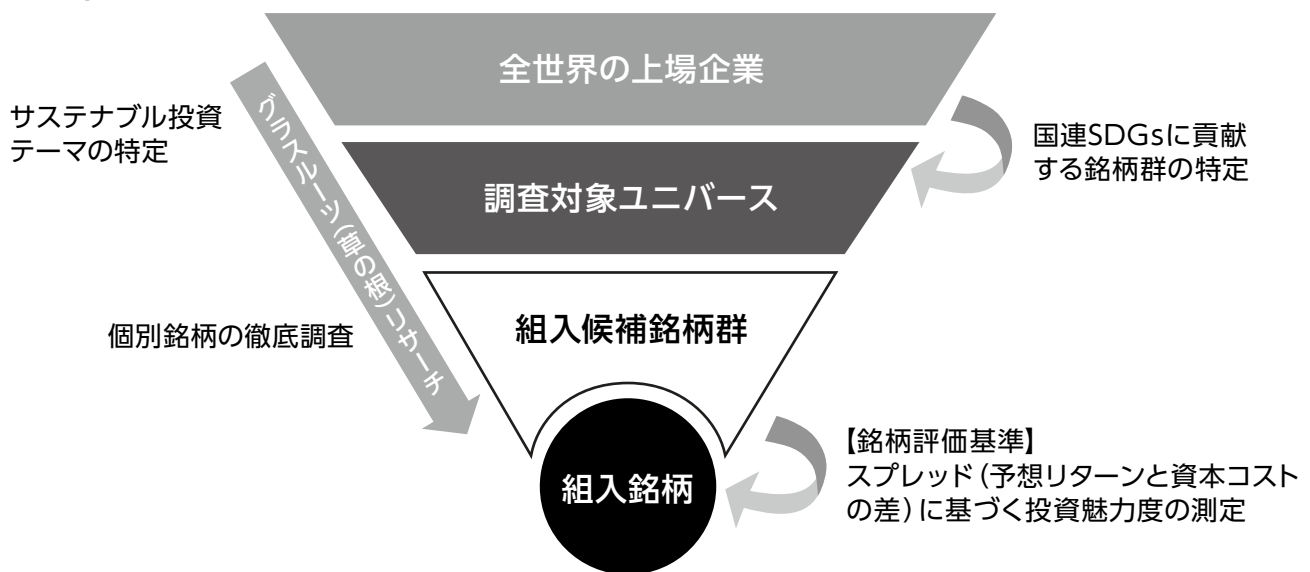 全世界の上場企業
サステナブル投資
テーマの特定
グラスルーツ(草の根)リサーチ
国連SDGsに貢献
する銘柄群の特定
調査対象ユニバース
個別銘柄の徹底調査
組入候補銘柄群
組入銘柄
【銘柄評価基準】
スプレッド(予想リターンと資本コスト
の差)に基づく投資魅力度の測定